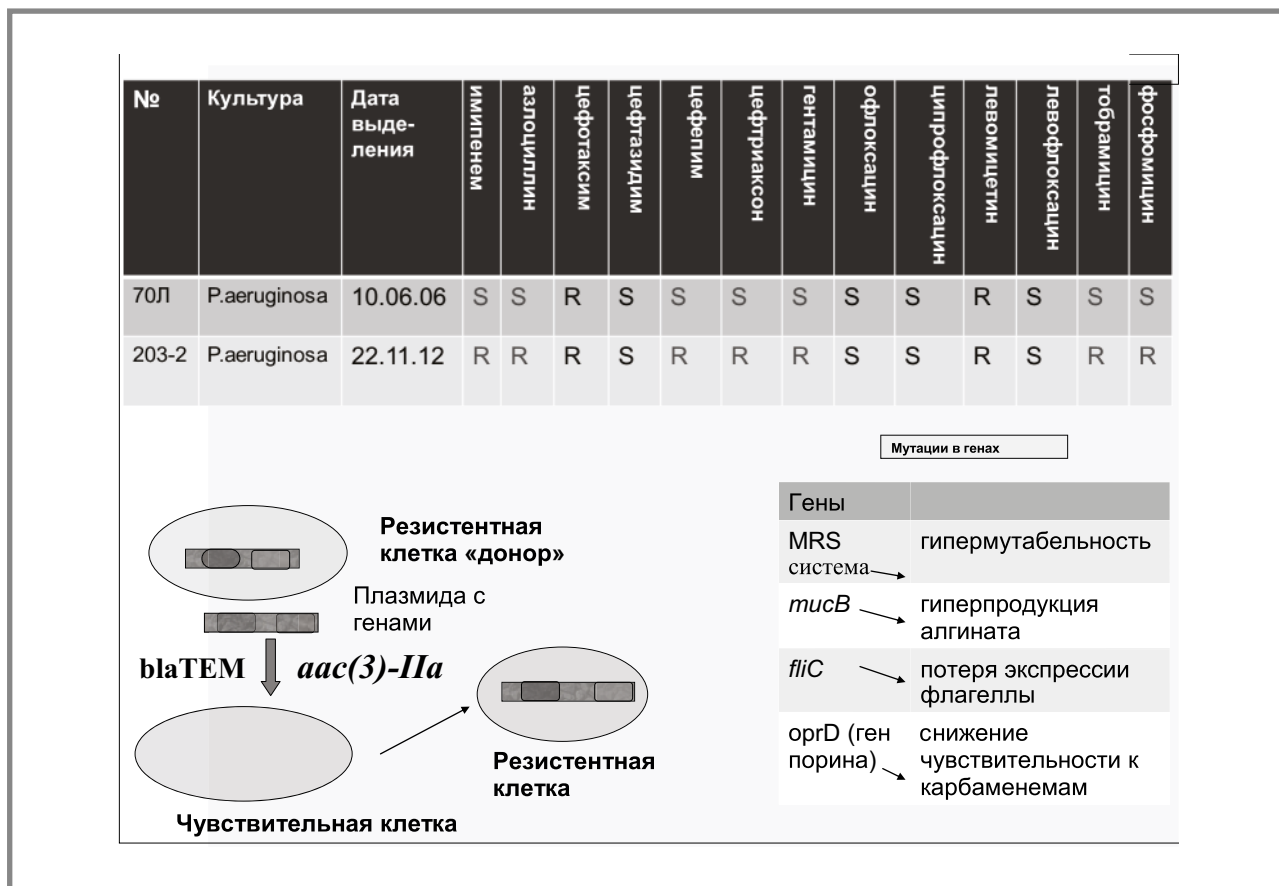 № Культура Дата выде- ления имипенем азлоциллин цефотаксим цефтазидим цефепим цефтриаксон гентамицин офлоксацин ципрофлоксацин левомицетин левофлоксацин тобрамицин фосфомицин
70Л P.aeruginosa 10.06.06 S S R S S S S S S R S S S
203-2 P.aeruginosa 22.11.12 R R R S R R R S S R S R R
Мутации в генах
Резистентная
клетка «донор»
Плазмида с
генами
blaTEM aac(3)-IIa
Резистентная
клетка
Чувствительная клетка
Гены
MRS гипермутабельность
система
mucB гиперпродукция
алгината
fliC потеря экспрессии
флагеллы
oprD (ген снижение
порина) чувствительности к
карбаменемам